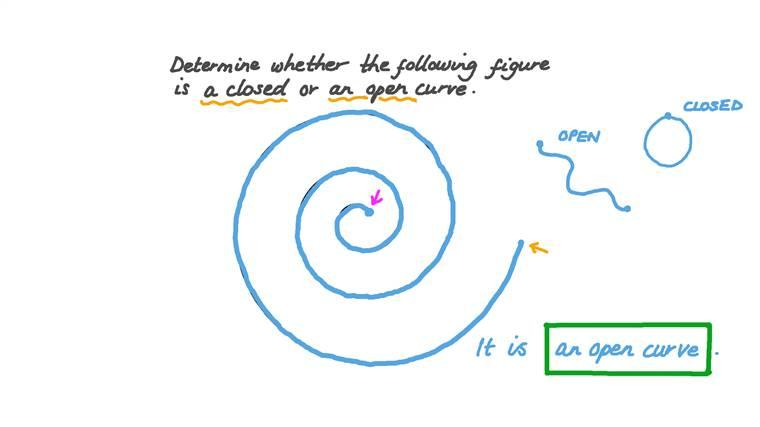 Determine whether the following figure
is a closed or an open curve.
OPEN
CLOSED
It is an open curve.